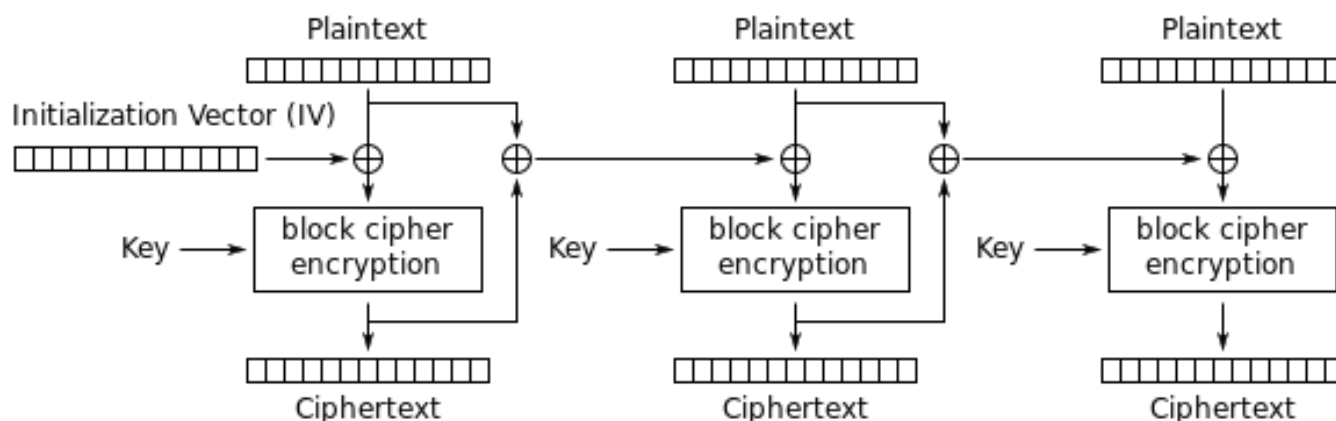 Plaintext
Plaintext
Plaintext
Initialization Vector (IV)
Key
block cipher
encryption
Key
block cipher
encryption
Key
block cipher
encryption
Ciphertext
Ciphertext
Ciphertext